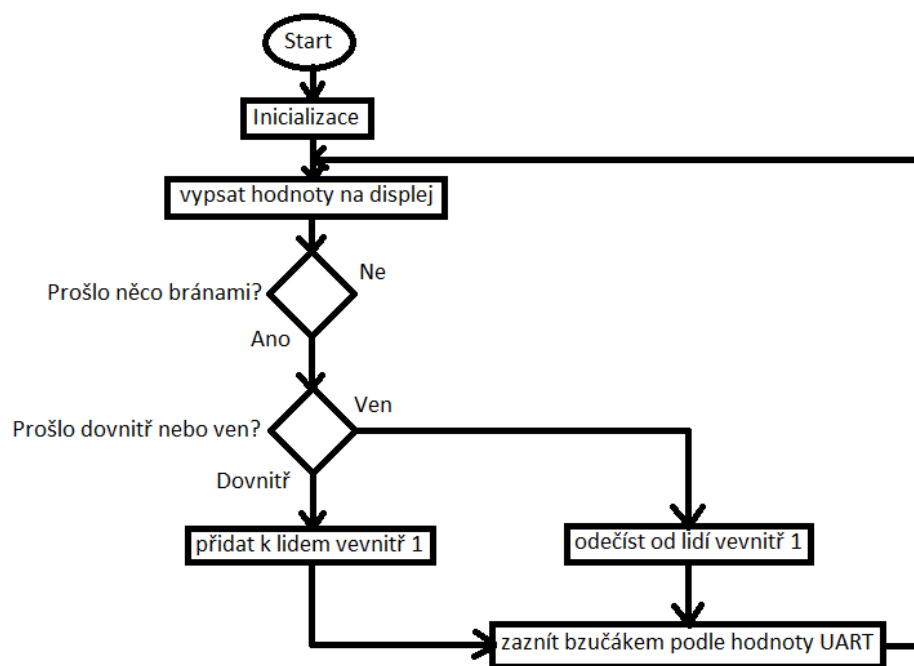 Start
Inicializace
vypsat hodnoty na displej
Ne
Prošlo něco bránami?
Ano
Ven
Prošlo dovnitř nebo ven?
Dovnitř
přidat k lidem vevnitř 1
odečíst od lidí vevnitř 1
zaznít bzučákem podle hodnoty UART